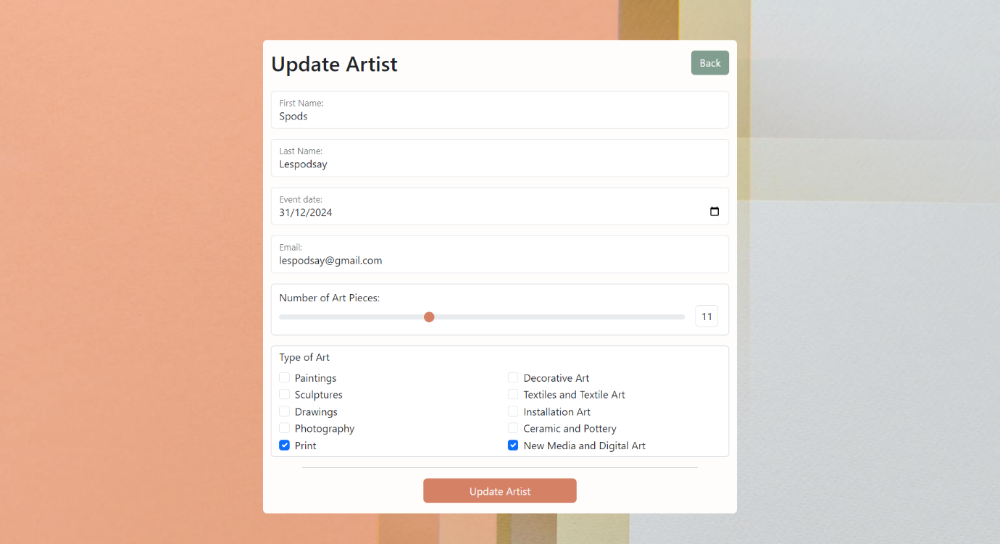 Update Artist
Back
First Name:
Spods
Last Name:
Lespodsay
Event date:
31/12/2024
Email:
lespodsay@gmail.com
Number of Art Pieces:
11
Type of Art
Paintings
Sculptures
Drawings
Photography
Print
Decorative Art
Textiles and Textile Art
Installation Art
Ceramic and Pottery
New Media and Digital Art
Update Artist